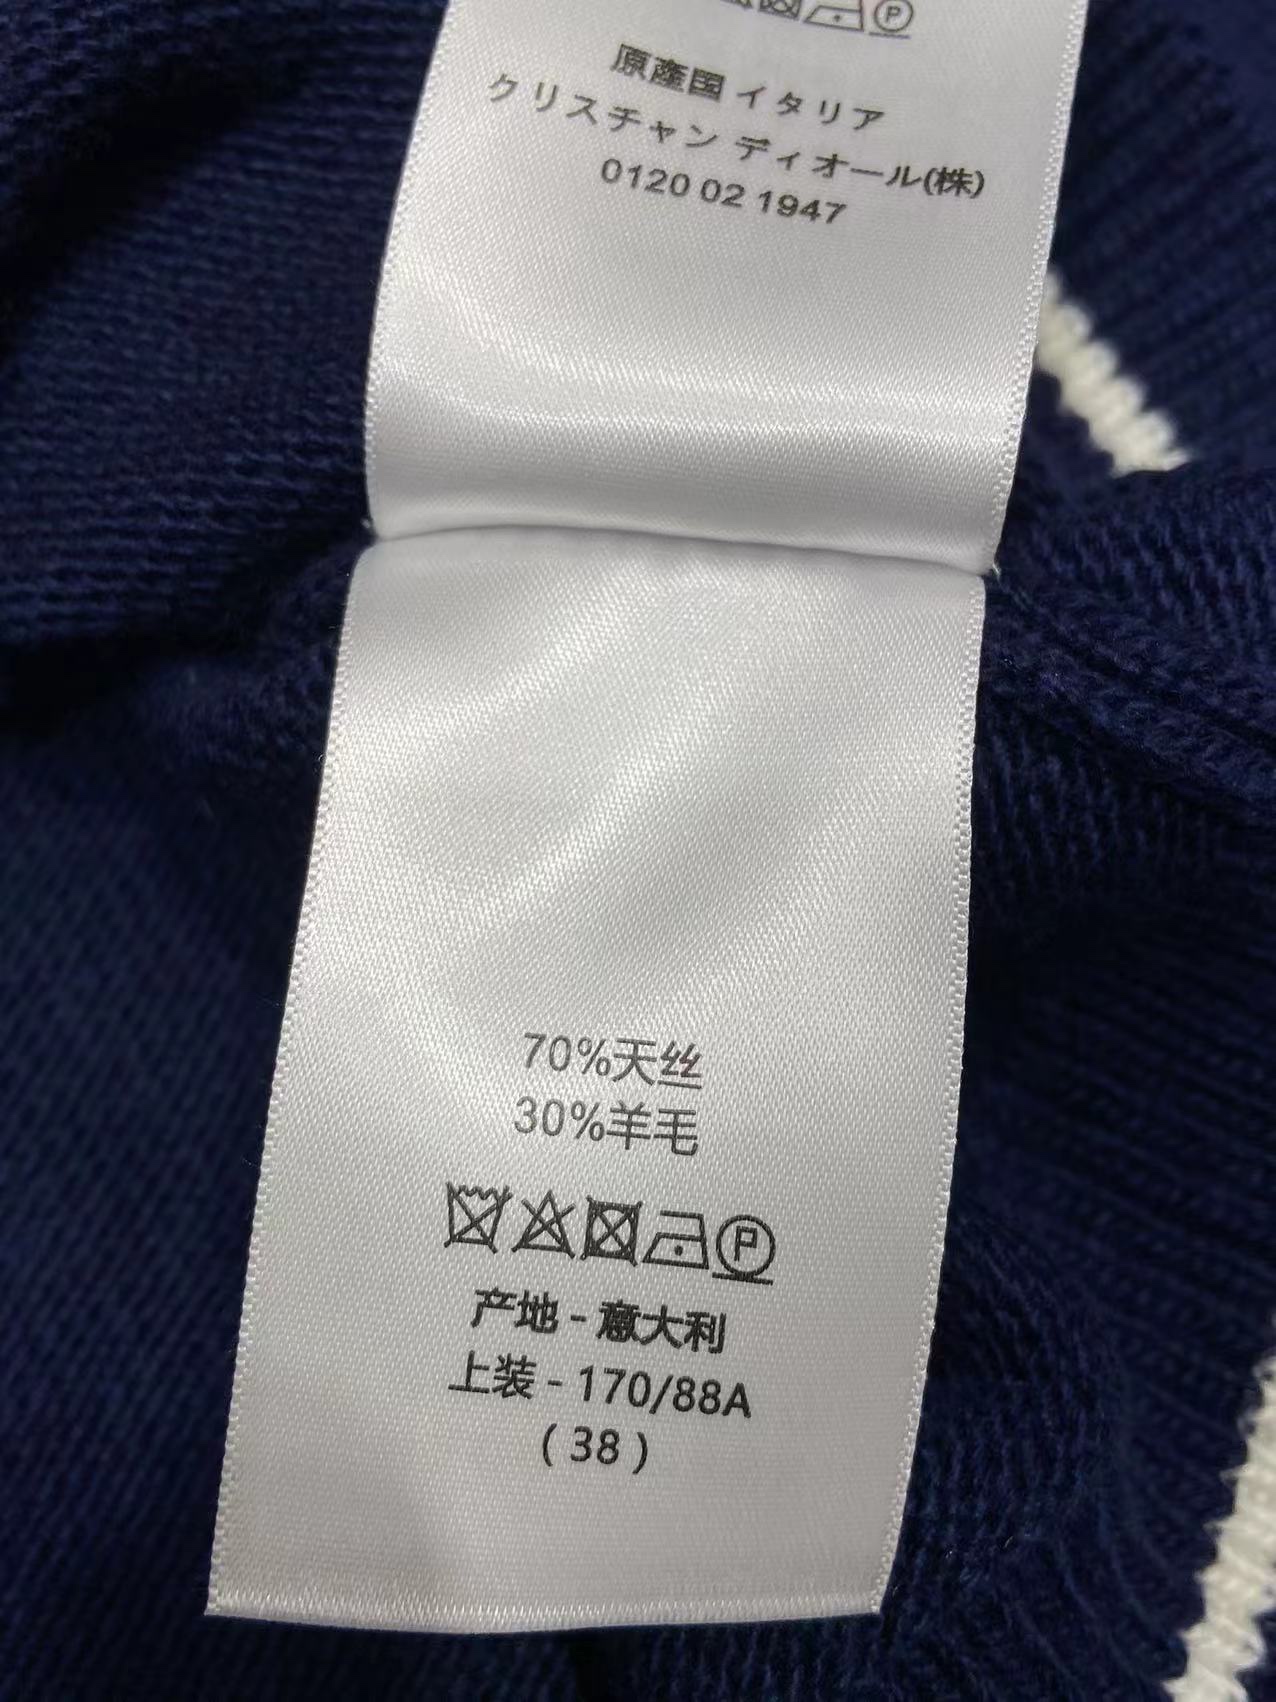 原産国 イタリア
クリスチャン ディオール(株)
0120 02 1947
70%天丝
30%羊毛
P
产地 - 意大利
上装 - 170/88A
( 38 )